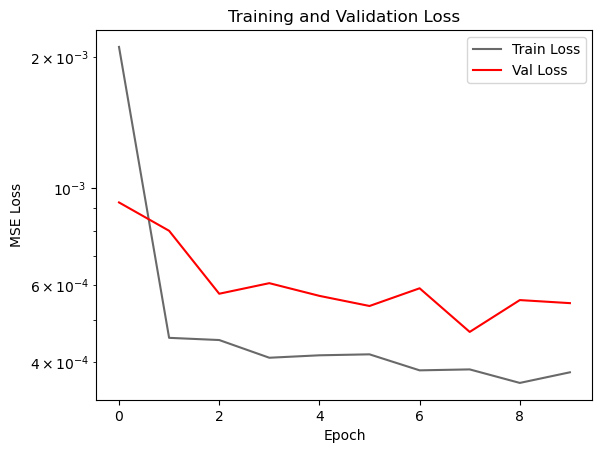 Training and Validation Loss
Train Loss
Val Loss
MSE Loss
2 × 10⁻³
10⁻³
6 × 10⁻⁴
4 × 10⁻⁴
0 2 4 6 8
Epoch